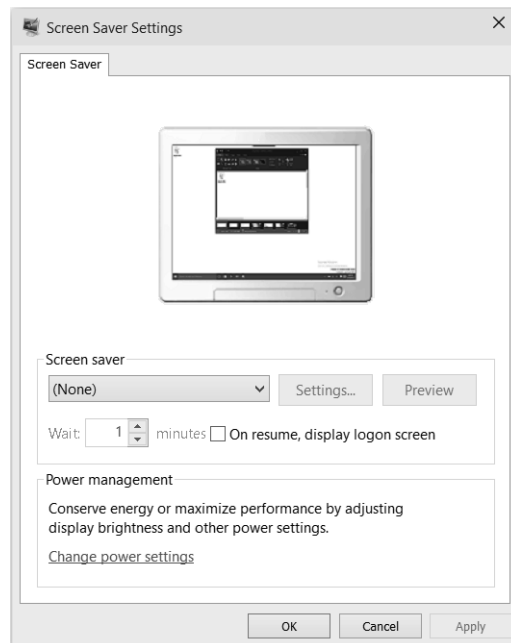 Screen Saver Settings
Screen Saver
Screen saver
(None)
Settings...
Preview
Wait:
1
minutes
On resume, display logon screen
Power management
Conserve energy or maximize performance by adjusting
display brightness and other power settings.
Change power settings
OK
Cancel
Apply